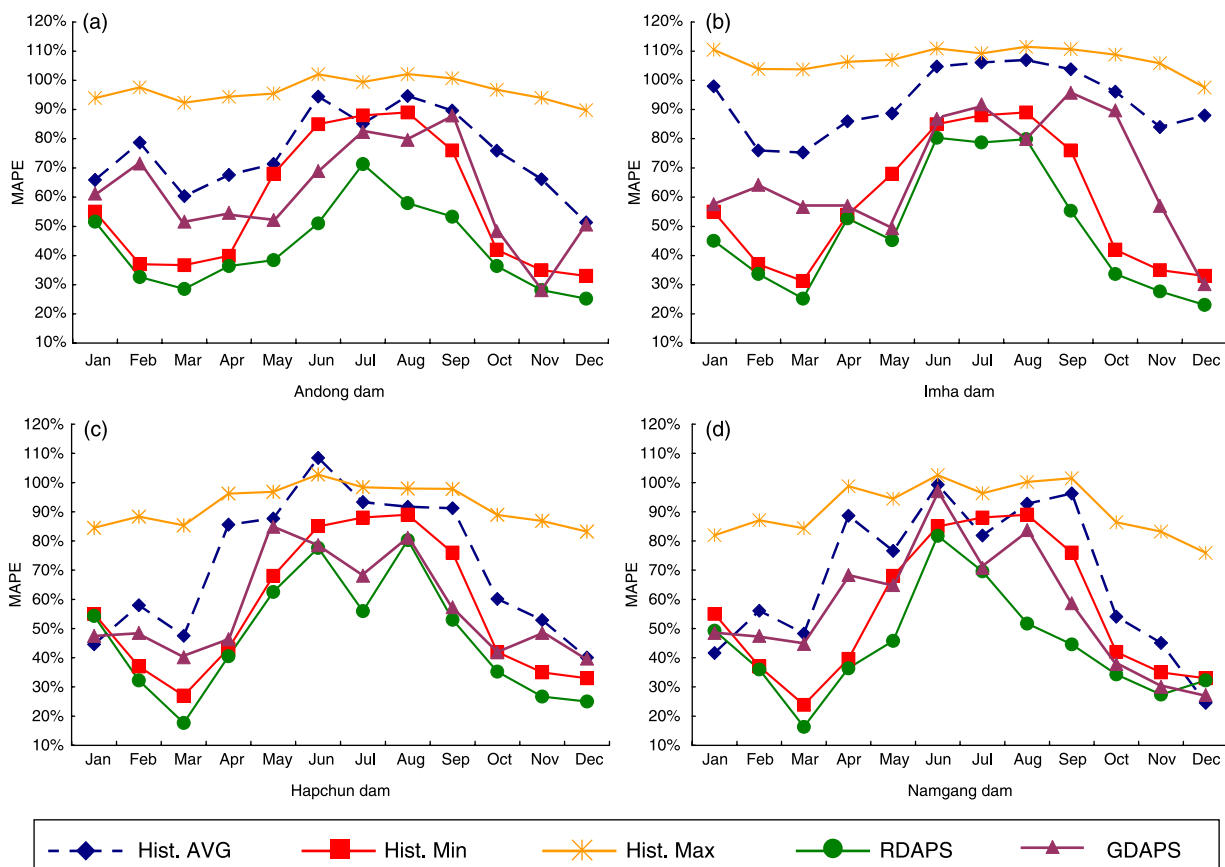 (a)
120%
110%
100%
90%
80%
70%
60%
50%
40%
30%
20%
10%
MAPE
Jan Feb Mar Apr May Jun Jul Aug Sep Oct Nov Dec
Andong dam
(b)
120%
110%
100%
90%
80%
70%
60%
50%
40%
30%
20%
10%
MAPE
Jan Feb Mar Apr May Jun Jul Aug Sep Oct Nov Dec
Imha dam
(c)
120%
110%
100%
90%
80%
70%
60%
50%
40%
30%
20%
10%
MAPE
Jan Feb Mar Apr May Jun Jul Aug Sep Oct Nov Dec
Hapchun dam
(d)
120%
110%
100%
90%
80%
70%
60%
50%
40%
30%
20%
10%
MAPE
Jan Feb Mar Apr May Jun Jul Aug Sep Oct Nov Dec
Namgang dam
Hist. AVG Hist. Min Hist. Max RDAPS GDAPS